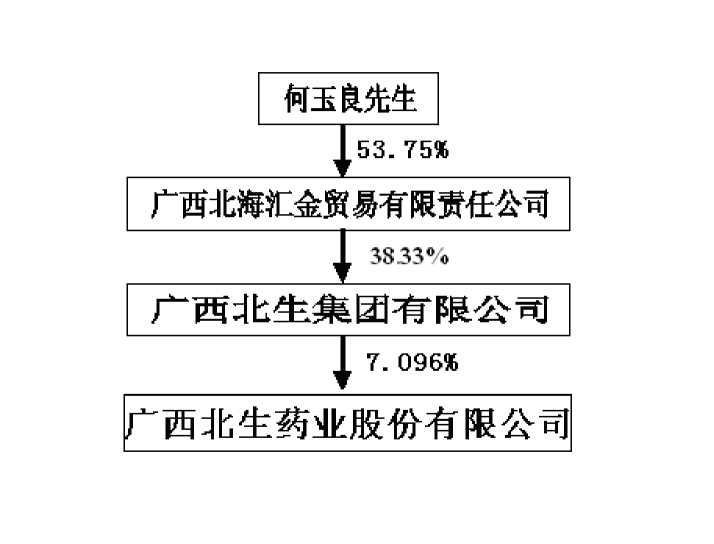 何玉良先生
53.75%
广西北海汇金贸易有限责任公司
38.33%
广西北生集团有限公司
7.096%
广西北生药业股份有限公司